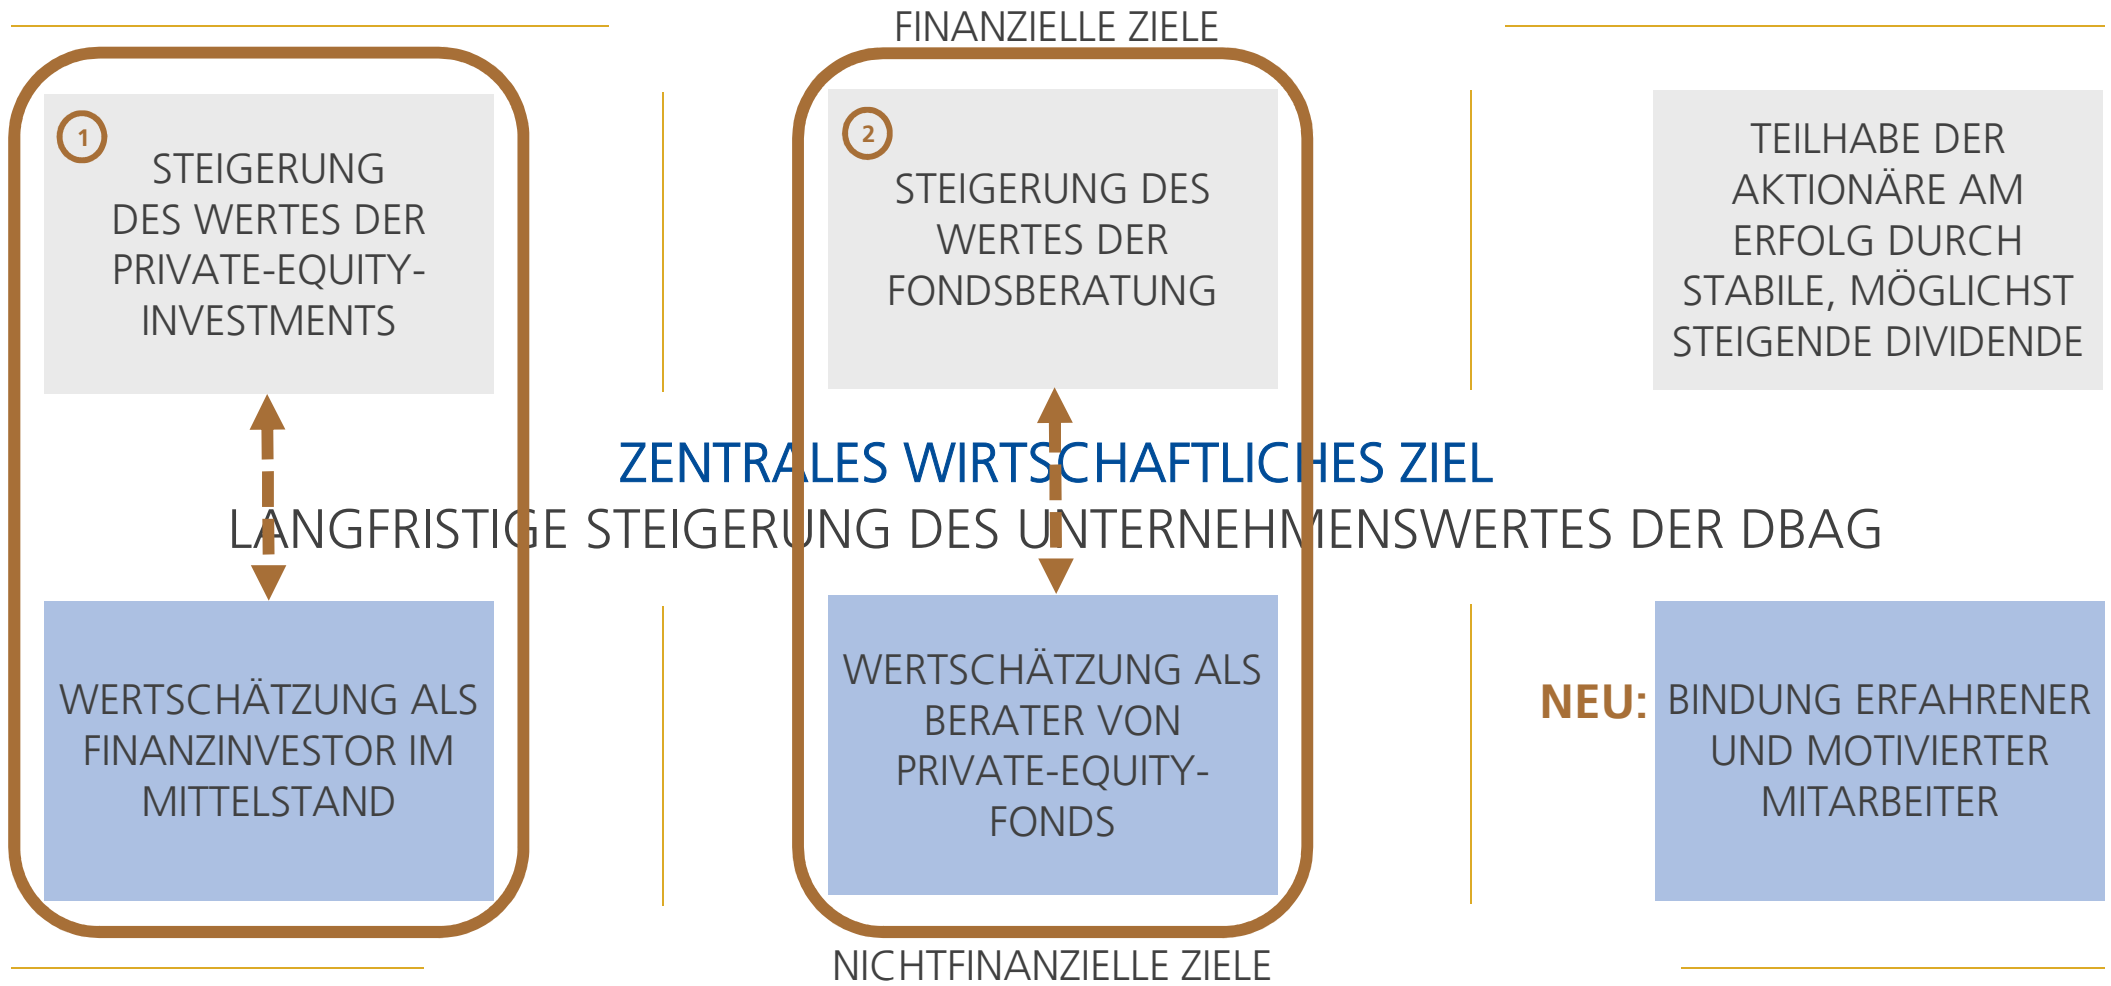 FINANZIELLE ZIELE
1
STEIGERUNG
DES WERTES DER
PRIVATE-EQUITY-
INVESTMENTS
2
STEIGERUNG DES
WERTES DER
FONDSBERATUNG
TEILHABE DER
AKTIONÄRE AM
ERFOLG DURCH
STABILE, MÖGLICHST
STEIGENDE DIVIDENDE
ZENTRALES WIRTSCHAFTLICHES ZIEL
LANGFRISTIGE STEIGERUNG DES UNTERNEHMENSWERTES DER DBAG
WERTSCHÄTZUNG ALS
FINANZINVESTOR IM
MITTELSTAND
WERTSCHÄTZUNG ALS
BERATER VON
PRIVATE-EQUITY-
FONDS
NEU:
BINDUNG ERFAHRENER
UND MOTIVIERTER
MITARBEITER
NICHTFINANZIELLE ZIELE